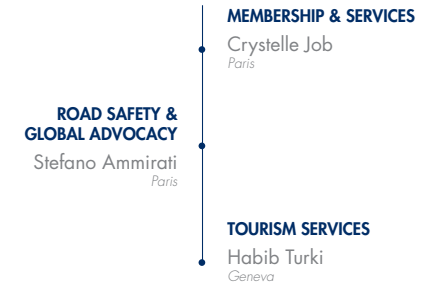 MEMBERSHIP & SERVICES
Crystelle Job
Paris
ROAD SAFETY &
GLOBAL ADVOCACY
Stefano Ammirati
Paris
TOURISM SERVICES
Habib Turki
Geneva